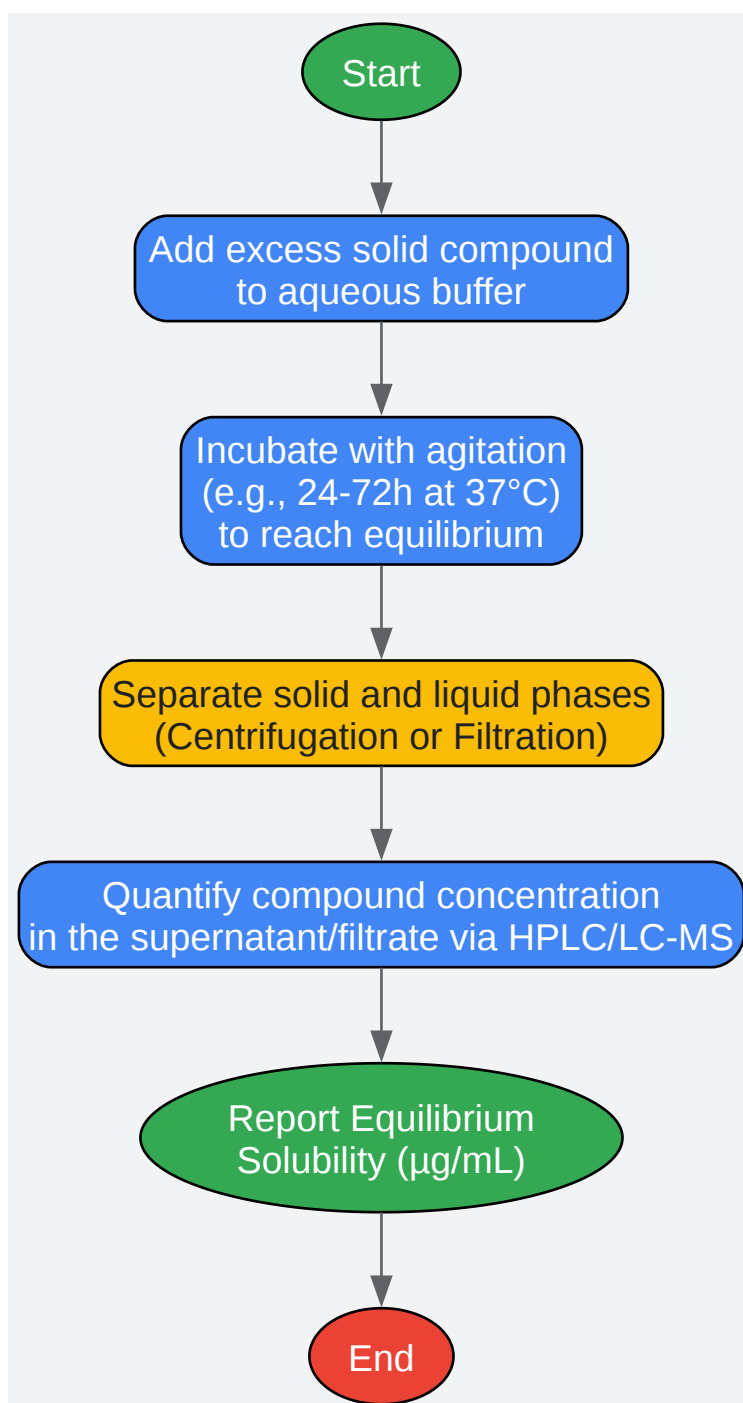 Start
Add excess solid compound
to aqueous buffer
Incubate with agitation
(e.g., 24-72h at 37°C)
to reach equilibrium
Separate solid and liquid phases
(Centrifugation or Filtration)
Quantify compound concentration
in the supernatant/filtrate via HPLC/LC-MS
Report Equilibrium
Solubility (µg/mL)
End